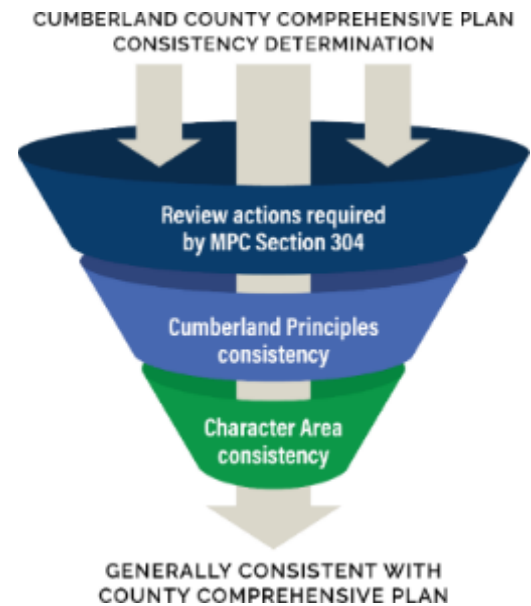 CUMBERLAND COUNTY COMPREHENSIVE PLAN
CONSISTENCY DETERMINATION
Review actions required
by MPC Section 304
Cumberland Principles
consistency
Character Area
consistency
GENERALLY CONSISTENT WITH
COUNTY COMPREHENSIVE PLAN